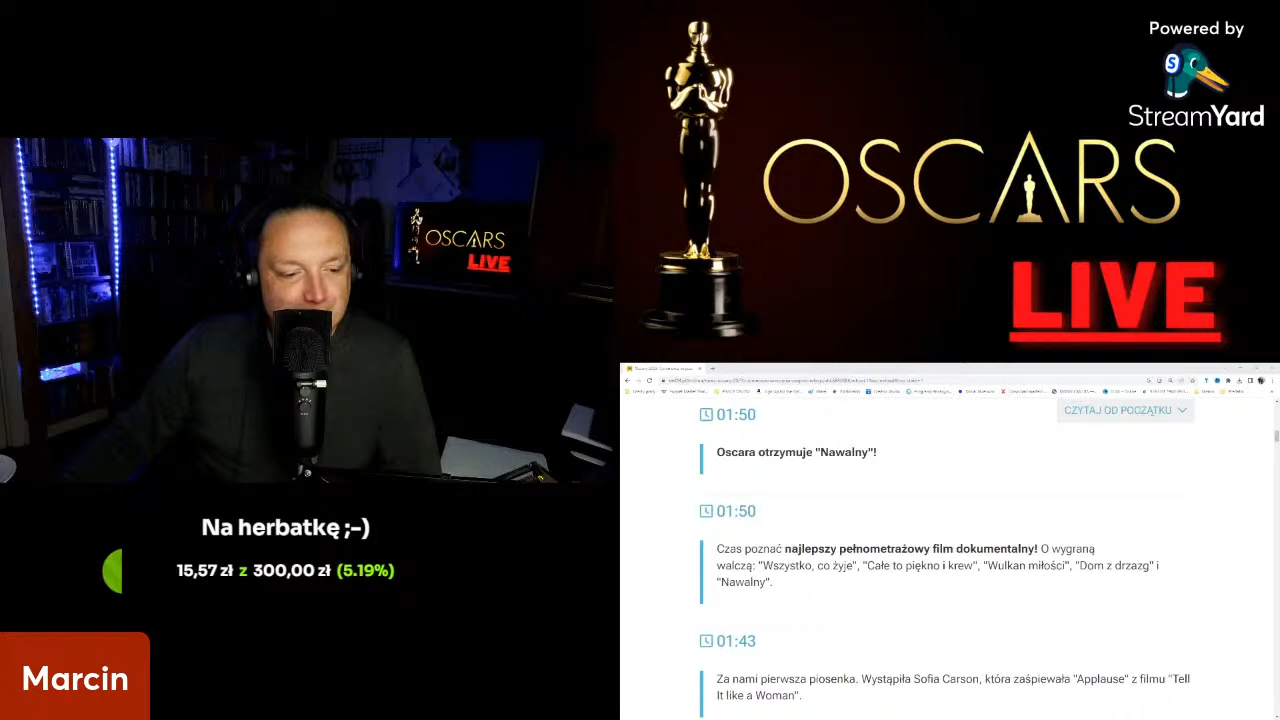 Powered by
StreamYard
OSCARS
LIVE
OSCARS
LIVE
Na herbatkę ;-)
15,57 zł z 300,00 zł (5.19%)
Marcin
01:50
CZYTAJ OD POCZĄTKU
Oscara otrzymuje "Nawalny"!
01:50
Czas poznać najlepszy pełnometrażowy film dokumentalny! O wygraną
walczą: "Wszystko, co żyje", "Całe to piękno i krew", "Wulkan miłości", "Dom z drzazg" i
"Nawalny".
01:43
Za nami pierwsza piosenka. Wystąpiła Sofia Carson, która zaśpiewała "Applause" z filmu "Tell
It like a Woman".